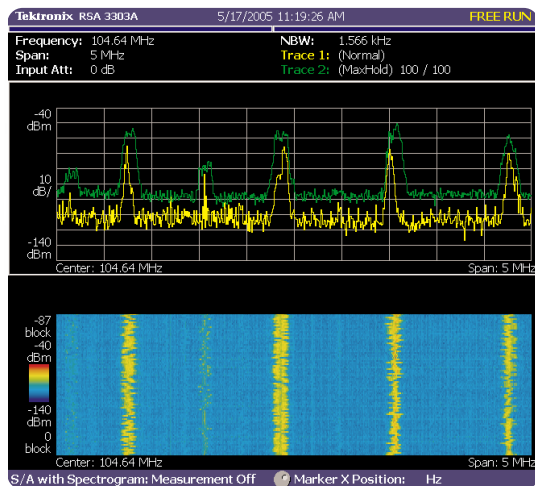 Tektronix RSA 3303A 5/17/2005 11:19:26 AM FREE RUN
Frequency: 104.64 MHz NBW: 1.566 kHz
Span: 5 MHz Trace 1: (Normal)
Input Att: 0 dB Trace 2: (MaxHold) 100 / 100
-40
dBm
10
dB/
-140
dBm
Center: 104.64 MHz Span: 5 MHz
-87
block
-40
dBm
-140
dBm
0
block
Center: 104.64 MHz Span: 5 MHz
S/A with Spectrogram: Measurement Off Marker X Position: Hz